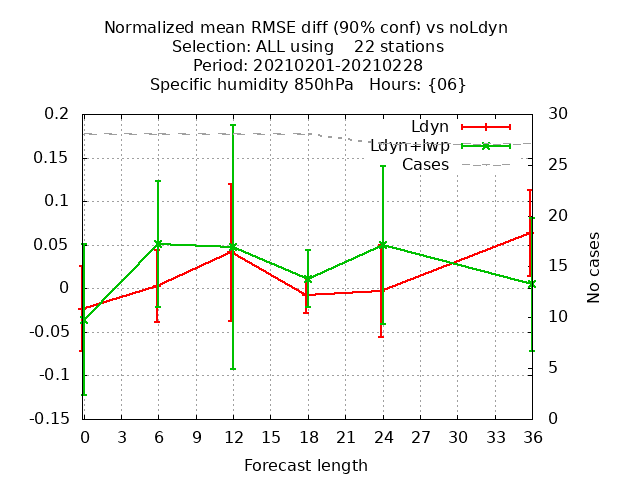 Normalized mean RMSE diff (90% conf) vs noLdyn
Selection: ALL using 22 stations
Period: 20210201-20210228
Specific humidity 850hPa Hours: {06}
Ldyn
Ldyn+lwp
Cases
0.2
0.15
0.1
0.05
0
-0.05
-0.1
-0.15
30
25
20
15
10
5
0
No cases
0 3 6 9 12 15 18 21 24 27 30 33 36
Forecast length